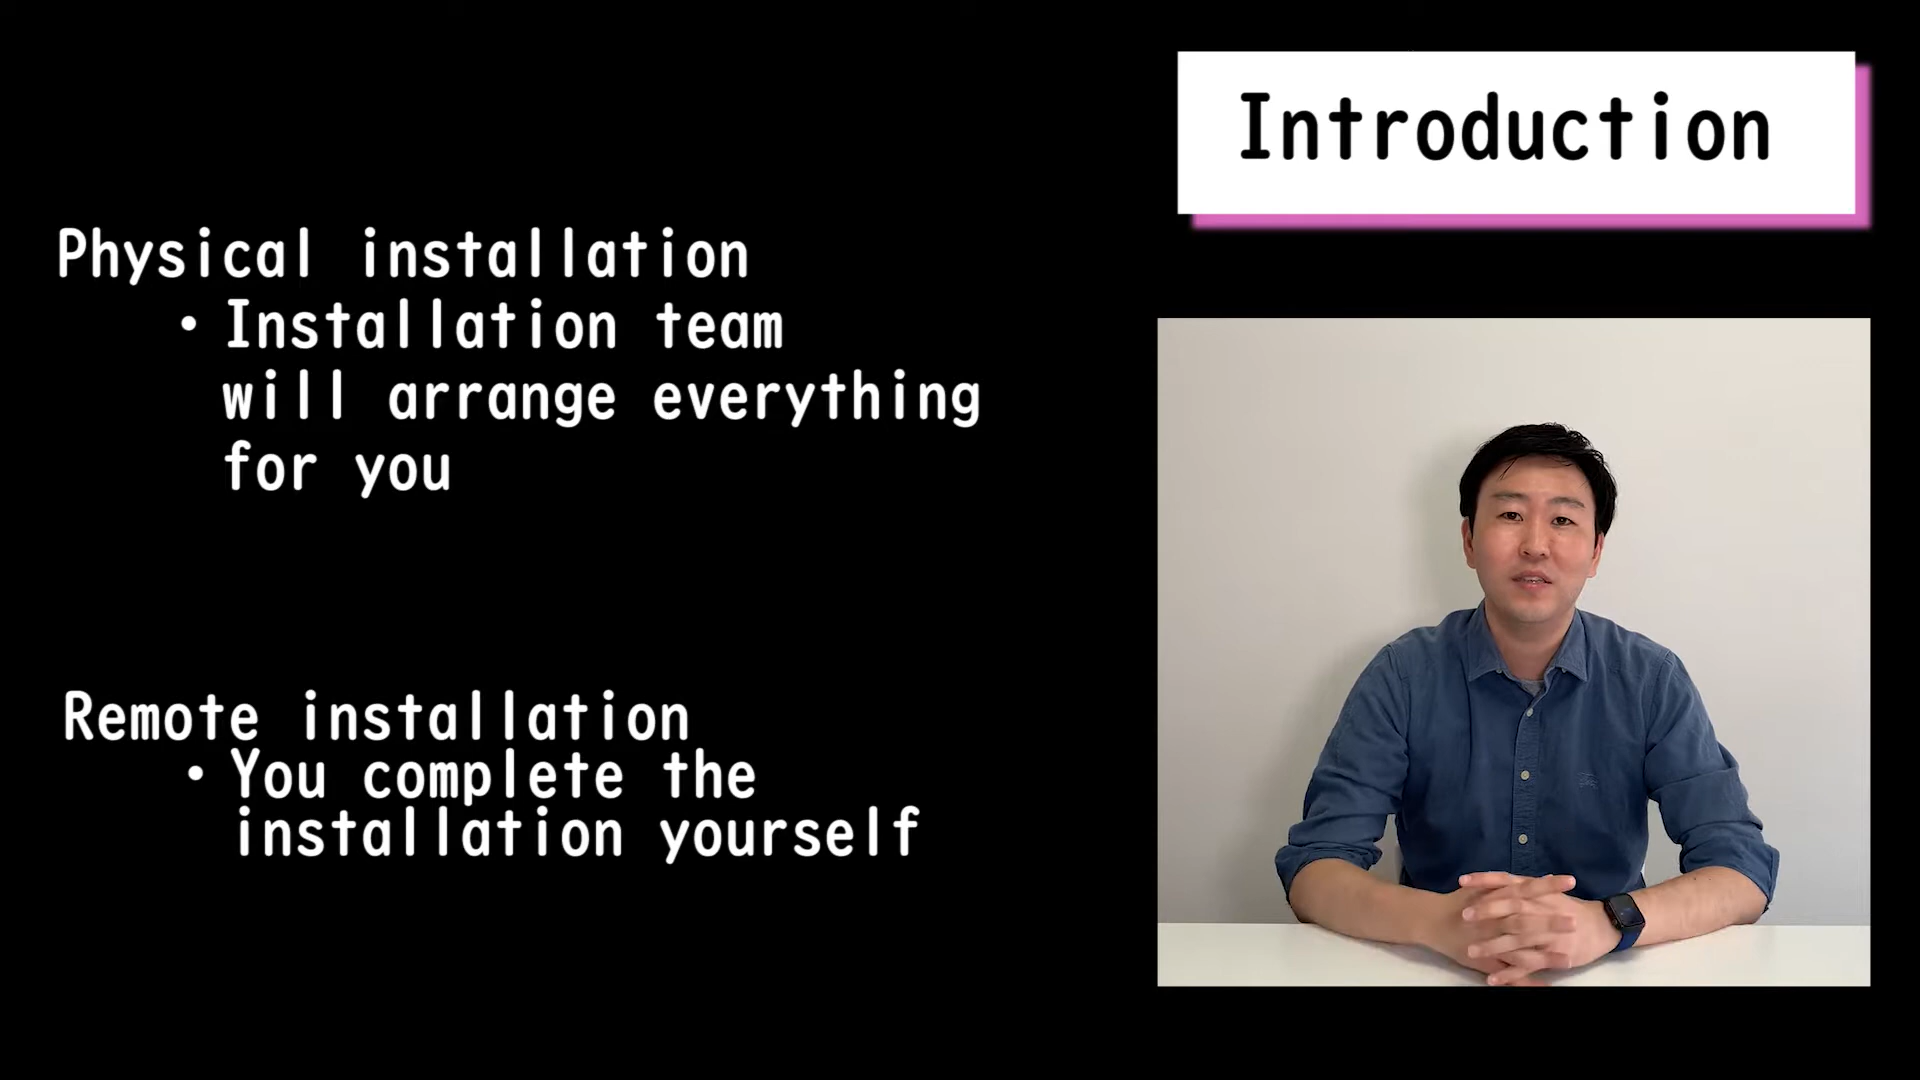 Introduction
Physical installation
• Installation team
will arrange everything
for you
Remote installation
• You complete the
installation yourself